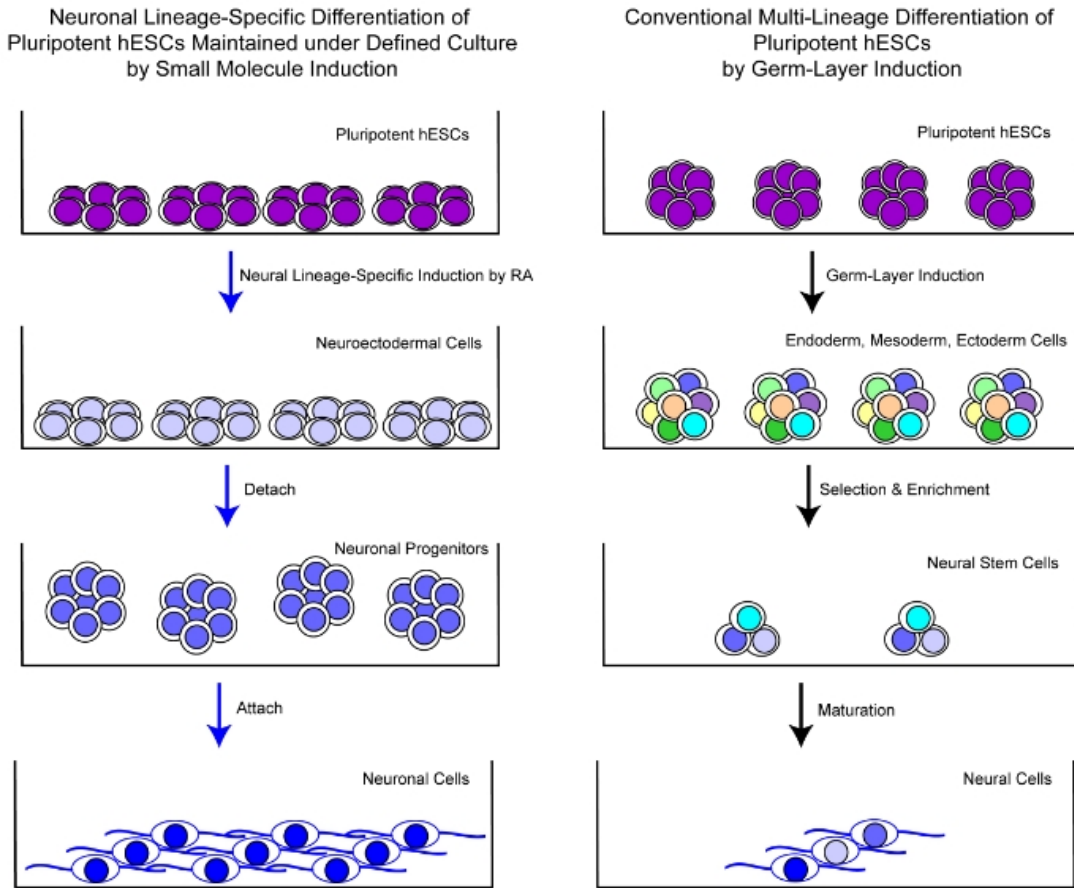 Neuronal Lineage-Specific Differentiation of
Pluripotent hESCs Maintained under Defined Culture
by Small Molecule Induction
Pluripotent hESCs
Neural Lineage-Specific Induction by RA
Neuroectodermal Cells
Detach
Neuronal Progenitors
Attach
Neuronal Cells
Conventional Multi-Lineage Differentiation of
Pluripotent hESCs
by Germ-Layer Induction
Pluripotent hESCs
Germ-Layer Induction
Endoderm, Mesoderm, Ectoderm Cells
Selection & Enrichment
Neural Stem Cells
Maturation
Neural Cells